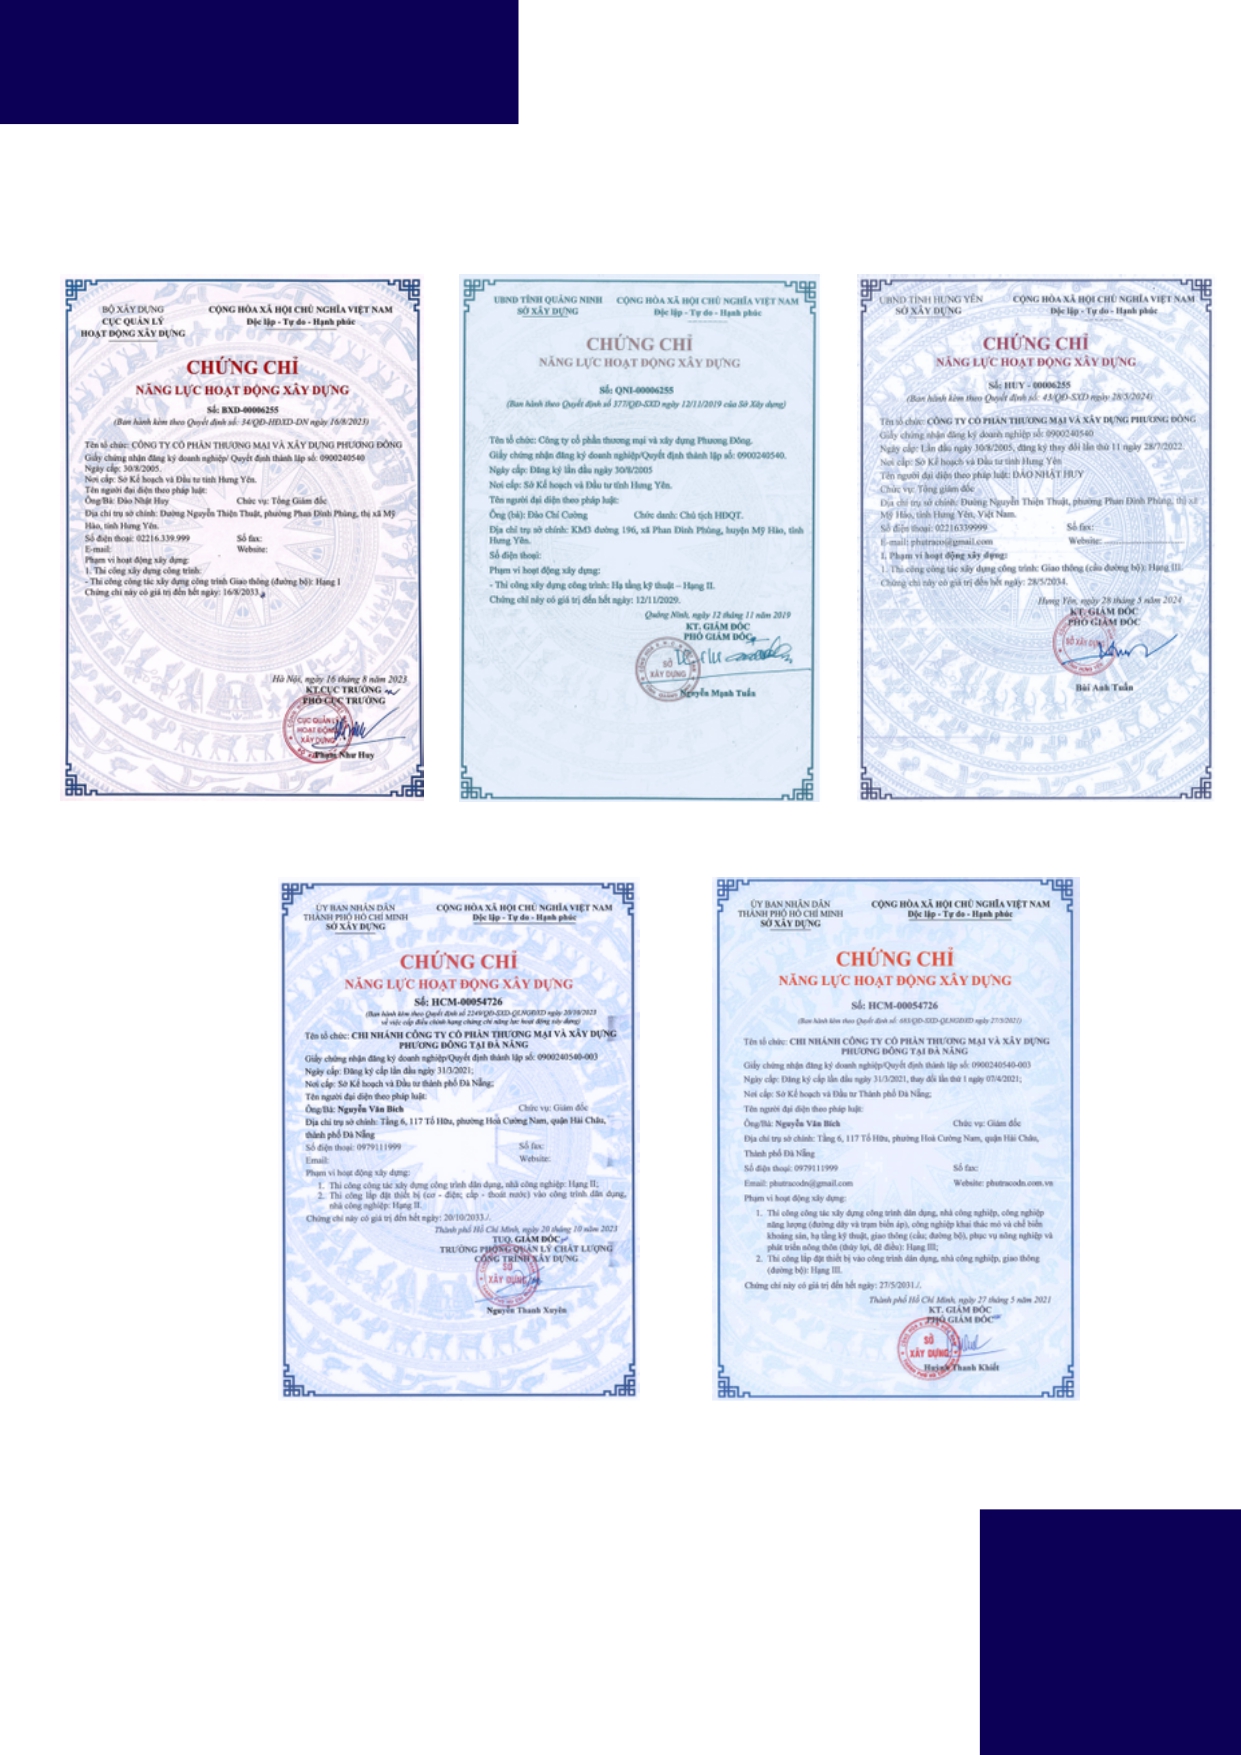 BỘ XÂY DỰNG
CỤC QUẢN LÝ
HOẠT ĐỘNG XÂY DỰNG
CỘNG HÒA XÃ HỘI CHỦ NGHĨA VIỆT NAM
Độc lập - Tự do - Hạnh phúc
CHỨNG CHỈ
NĂNG LỰC HOẠT ĐỘNG XÂY DỰNG
Số: BXD-00006255
(Ban hành kèm theo Quyết định số: 34/QĐ-HĐXD-DN ngày 16/8/2023)
Tên tổ chức: CÔNG TY CỔ PHẦN THƯƠNG MẠI VÀ XÂY DỰNG PHƯƠNG ĐÔNG
Giấy chứng nhận đăng ký doanh nghiệp/ Quyết định thành lập số: 0900240540
Ngày cấp: 30/8/2005.
Nơi cấp: Sở Kế hoạch và Đầu tư tỉnh Hưng Yên.
Tên người đại diện theo pháp luật:
Ông/Bà: Đào Nhật Huy Chức vụ: Tổng Giám đốc
Địa chỉ trụ sở chính: Đường Nguyễn Thiện Thuật, phường Phan Đình Phùng, thị xã Mỹ
Hào, tỉnh Hưng Yên.
Số điện thoại: 02216.339.999 Số fax:
E-mail: Website:
Phạm vi hoạt động xây dựng:
1. Thi công xây dựng công trình:
- Thi công công tác xây dựng công trình Giao thông (đường bộ): Hạng I
Chứng chỉ này có giá trị đến hết ngày: 16/8/2033.
Hà Nội, ngày 16 tháng 8 năm 2023
KT.CỤC TRƯỞNG
PHÓ CỤC TRƯỞNG
CỤC QUẢN LÝ
HOẠT ĐỘNG
XÂY DỰNG
Phạm Như Huy
UBND TỈNH QUẢNG NINH
SỞ XÂY DỰNG
CỘNG HÒA XÃ HỘI CHỦ NGHĨA VIỆT NAM
Độc lập - Tự do - Hạnh phúc
CHỨNG CHỈ
NĂNG LỰC HOẠT ĐỘNG XÂY DỰNG
Số: QNI-00006255
(Ban hành theo Quyết định số 377/QĐ-SXD ngày 12/11/2019 của Sở Xây dựng)
Tên tổ chức: Công ty cổ phần thương mại và xây dựng Phương Đông.
Giấy chứng nhận đăng ký doanh nghiệp/Quyết định thành lập số: 0900240540.
Ngày cấp: Đăng kí lần đầu ngày 30/8/2005
Nơi cấp: Sở Kế hoạch và Đầu tư tỉnh Hưng Yên.
Tên người đại diện theo pháp luật:
Ông (bà): Đào Chí Cường Chức danh: Chủ tịch HĐQT.
Địa chỉ trụ sở chính: KM3 đường 196, xã Phan Đình Phùng, huyện Mỹ Hào, tỉnh
Hưng Yên.
Số điện thoại:
Phạm vi hoạt động xây dựng:
- Thi công xây dựng công trình: Hạ tầng kỹ thuật – Hạng II.
Chứng chỉ này có giá trị đến hết ngày: 12/11/2029.
Quảng Ninh, ngày 12 tháng 11 năm 2019
KT. GIÁM ĐỐC
PHÓ GIÁM ĐỐC
SỞ
XÂY DỰNG
Nguyễn Mạnh Tuấn
UBND TỈNH HƯNG YÊN
SỞ XÂY DỰNG
CỘNG HÒA XÃ HỘI CHỦ NGHĨA VIỆT NAM
Độc lập - Tự do - Hạnh phúc
CHỨNG CHỈ
NĂNG LỰC HOẠT ĐỘNG XÂY DỰNG
Số: HUY - 00006255
(Ban hành kèm theo Quyết định số: 43/QĐ-SXD ngày 28/5/2024)
Tên tổ chức: CÔNG TY CỔ PHẦN THƯƠNG MẠI VÀ XÂY DỰNG PHƯƠNG ĐÔNG
Giấy chứng nhận đăng ký doanh nghiệp số: 0900240540
Ngày cấp: Lần đầu ngày 30/8/2005, đăng ký thay đổi lần thứ 11 ngày 28/7/2022.
Nơi cấp: Sở Kế hoạch và Đầu tư tỉnh Hưng Yên
Tên người đại diện theo pháp luật: ĐÀO NHẬT HUY
Chức vụ: Tổng giám đốc
Địa chỉ trụ sở chính: Đường Nguyễn Thiện Thuật, phường Phan Đình Phùng, thị xã
Mỹ Hào, tỉnh Hưng Yên, Việt Nam.
Số điện thoại: 02216339999 Số fax:
E-mail: phutracn@gmail.com Website:
1. Phạm vi hoạt động xây dựng:
1. Thi công công tác xây dựng công trình: Giao thông (cầu đường bộ): Hạng III.
Chứng chỉ này có giá trị đến hết ngày: 28/5/2034.
Hưng Yên, ngày 28 tháng 5 năm 2024
KT. GIÁM ĐỐC
PHÓ GIÁM ĐỐC
SỞ XÂY DỰNG
Bùi Anh Tuấn
ỦY BAN NHÂN DÂN
THÀNH PHỐ HỒ CHÍ MINH
SỞ XÂY DỰNG
CỘNG HÒA XÃ HỘI CHỦ NGHĨA VIỆT NAM
Độc lập - Tự do - Hạnh phúc
CHỨNG CHỈ
NĂNG LỰC HOẠT ĐỘNG XÂY DỰNG
Số: HCM-00054726
(Ban hành kèm theo Quyết định số 2249/QĐ-SXD-QLNGĐXD ngày 20/10/2023
về việc cấp điều chỉnh hạng chứng chỉ năng lực hoạt động xây dựng)
Tên tổ chức: CHI NHÁNH CÔNG TY CỔ PHẦN THƯƠNG MẠI VÀ XÂY DỰNG
PHƯƠNG ĐÔNG TẠI ĐÀ NẴNG
Giấy chứng nhận đăng ký doanh nghiệp/Quyết định thành lập số: 0900240540-003
Ngày cấp: Đăng ký cấp lần đầu ngày 31/3/2021;
Nơi cấp: Sở Kế hoạch và Đầu tư thành phố Đà Nẵng;
Tên người đại diện theo pháp luật:
Ông/Bà: Nguyễn Văn Bích Chức vụ: Giám đốc
Địa chỉ trụ sở chính: Tầng 6, 117 Tố Hữu, phường Hoà Cường Nam, quận Hải Châu,
thành phố Đà Nẵng
Số điện thoại: 0979111999 Số fax:
Email: Website:
Phạm vi hoạt động xây dựng:
1. Thi công công tác xây dựng công trình dân dụng, nhà công nghiệp: Hạng II;
2. Thi công lắp đặt thiết bị (cơ - điện; cấp - thoát nước) vào công trình dân dụng,
nhà công nghiệp: Hạng II.
Chứng chỉ này có giá trị đến hết ngày: 20/10/2033./.
Thành phố Hồ Chí Minh, ngày 20 tháng 10 năm 2023
TUQ. GIÁM ĐỐC
TRƯỞNG PHÒNG QUẢN LÝ CHẤT LƯỢNG
CÔNG TRÌNH XÂY DỰNG
SỞ
XÂY DỰNG
Nguyễn Thanh Xuyên
ỦY BAN NHÂN DÂN
THÀNH PHỐ HỒ CHÍ MINH
SỞ XÂY DỰNG
CỘNG HÒA XÃ HỘI CHỦ NGHĨA VIỆT NAM
Độc lập - Tự do - Hạnh phúc
CHỨNG CHỈ
NĂNG LỰC HOẠT ĐỘNG XÂY DỰNG
Số: HCM-00054726
(Ban hành kèm theo Quyết định số: 683/QĐ-SXD-QLNGĐXD ngày 27/5/2021)
Tên tổ chức: CHI NHÁNH CÔNG TY CỔ PHẦN THƯƠNG MẠI VÀ XÂY DỰNG
PHƯƠNG ĐÔNG TẠI ĐÀ NẴNG
Giấy chứng nhận đăng ký doanh nghiệp/Quyết định thành lập số: 0900240540-003
Ngày cấp: Đăng ký cấp lần đầu ngày 31/3/2021, thay đổi lần thứ 1 ngày 07/4/2021;
Nơi cấp: Sở Kế hoạch và Đầu tư Thành phố Đà Nẵng;
Tên người đại diện theo pháp luật:
Ông/Bà: Nguyễn Văn Bích Chức vụ: Giám đốc
Địa chỉ trụ sở chính: Tầng 6, 117 Tố Hữu, phường Hoà Cường Nam, quận Hải Châu,
Thành phố Đà Nẵng
Số điện thoại: 0979111999 Số fax:
Email: phutracodn@gmail.com Website: phutracodn.com.vn
Phạm vi hoạt động xây dựng:
1. Thi công công tác xây dựng công trình dân dụng, nhà công nghiệp, công nghiệp
năng lượng (đường dây và trạm biến áp), công nghiệp khai thác mỏ và chế biến
khoáng sản, hạ tầng kỹ thuật, giao thông (cầu; đường bộ), phục vụ nông nghiệp và
phát triển nông thôn (thủy lợi, đê điều): Hạng III;
2. Thi công lắp đặt thiết bị vào công trình dân dụng, nhà công nghiệp, giao thông
(đường bộ): Hạng III.
Chứng chỉ này có giá trị đến hết ngày: 27/5/2031./.
Thành phố Hồ Chí Minh, ngày 27 tháng 5 năm 2021
KT. GIÁM ĐỐC
PHÓ GIÁM ĐỐC
SỞ
XÂY DỰNG
Huỳnh Thanh Khiết